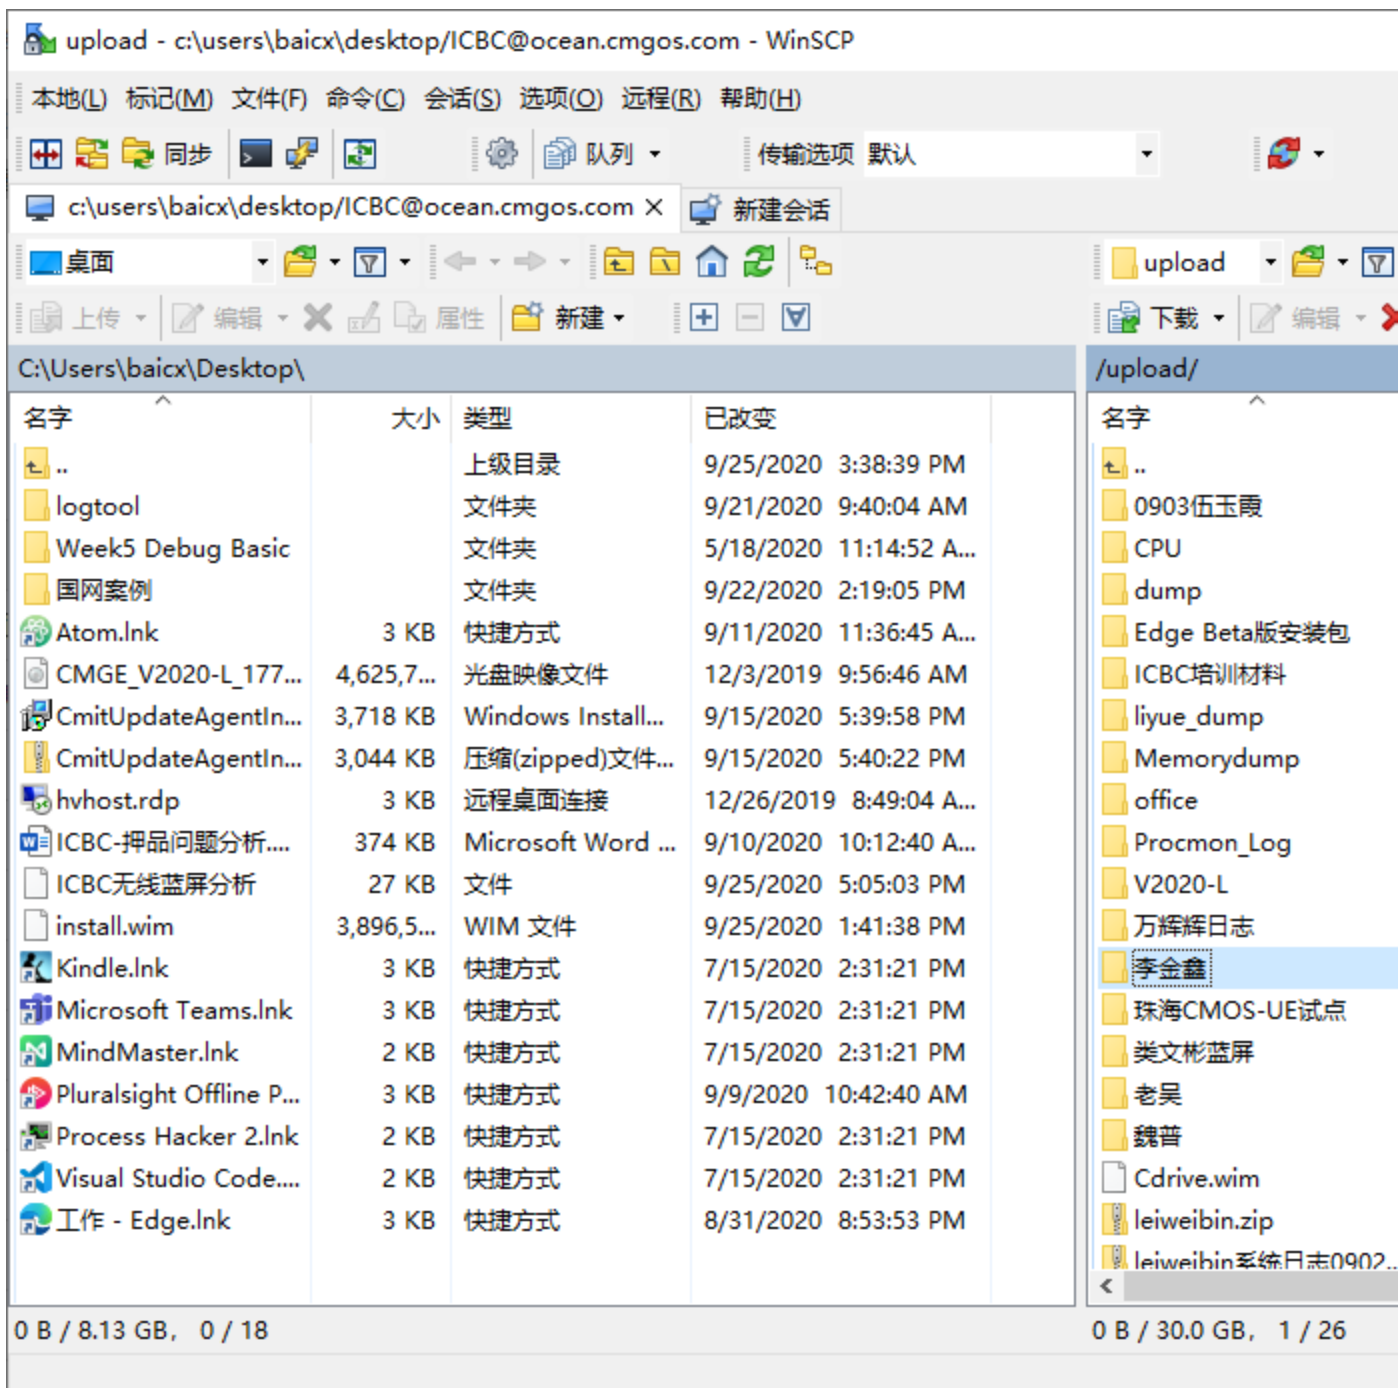 upload - c:\users\baicx\desktop/ICBC@ocean.cmgos.com - WinSCP
本地(L) 标记(M) 文件(F) 命令(C) 会话(S) 选项(O) 远程(R) 帮助(H)
同步 队列 传输选项 默认
c:\users\baicx\desktop/ICBC@ocean.cmgos.com × 新建会话
桌面 upload
上传 编辑 属性 新建 下载 编辑
C:\Users\baicx\Desktop\ /upload/
名字 大小 类型 已改变 名字
.. 上级目录 9/25/2020 3:38:39 PM ..
logtool 文件夹 9/21/2020 9:40:04 AM 0903伍玉霞
Week5 Debug Basic 文件夹 5/18/2020 11:14:52 A... CPU
国网案例 文件夹 9/22/2020 2:19:05 PM dump
Atom.lnk 3 KB 快捷方式 9/11/2020 11:36:45 A... Edge Beta版安装包
CMGE_V2020-L_177... 4,625,7... 光盘映像文件 12/3/2019 9:56:46 AM ICBC培训材料
CmitUpdateAgentIn... 3,718 KB Windows Install... 9/15/2020 5:39:58 PM liyue_dump
CmitUpdateAgentIn... 3,044 KB 压缩(zipped)文件... 9/15/2020 5:40:22 PM Memorydump
hvhost.rdp 3 KB 远程桌面连接 12/26/2019 8:49:04 A... office
ICBC-押品问题分析.... 374 KB Microsoft Word ... 9/10/2020 10:12:40 A... Procmon_Log
ICBC无线蓝屏分析 27 KB 文件 9/25/2020 5:05:03 PM V2020-L
install.wim 3,896,5... WIM 文件 9/25/2020 1:41:38 PM 万辉辉日志
Kindle.lnk 3 KB 快捷方式 7/15/2020 2:31:21 PM 李金鑫
Microsoft Teams.lnk 3 KB 快捷方式 7/15/2020 2:31:21 PM 珠海CMOS-UE试点
MindMaster.lnk 2 KB 快捷方式 7/15/2020 2:31:21 PM 类文彬蓝屏
Pluralsight Offline P... 3 KB 快捷方式 9/9/2020 10:42:40 AM 老吴
Process Hacker 2.lnk 2 KB 快捷方式 7/15/2020 2:31:21 PM 魏普
Visual Studio Code.... 2 KB 快捷方式 7/15/2020 2:31:21 PM Cdrive.wim
工作 - Edge.lnk 3 KB 快捷方式 8/31/2020 8:53:53 PM leiweibin.zip
leiweibin系统日志0902...
0 B / 8.13 GB, 0 / 18 0 B / 30.0 GB, 1 / 26